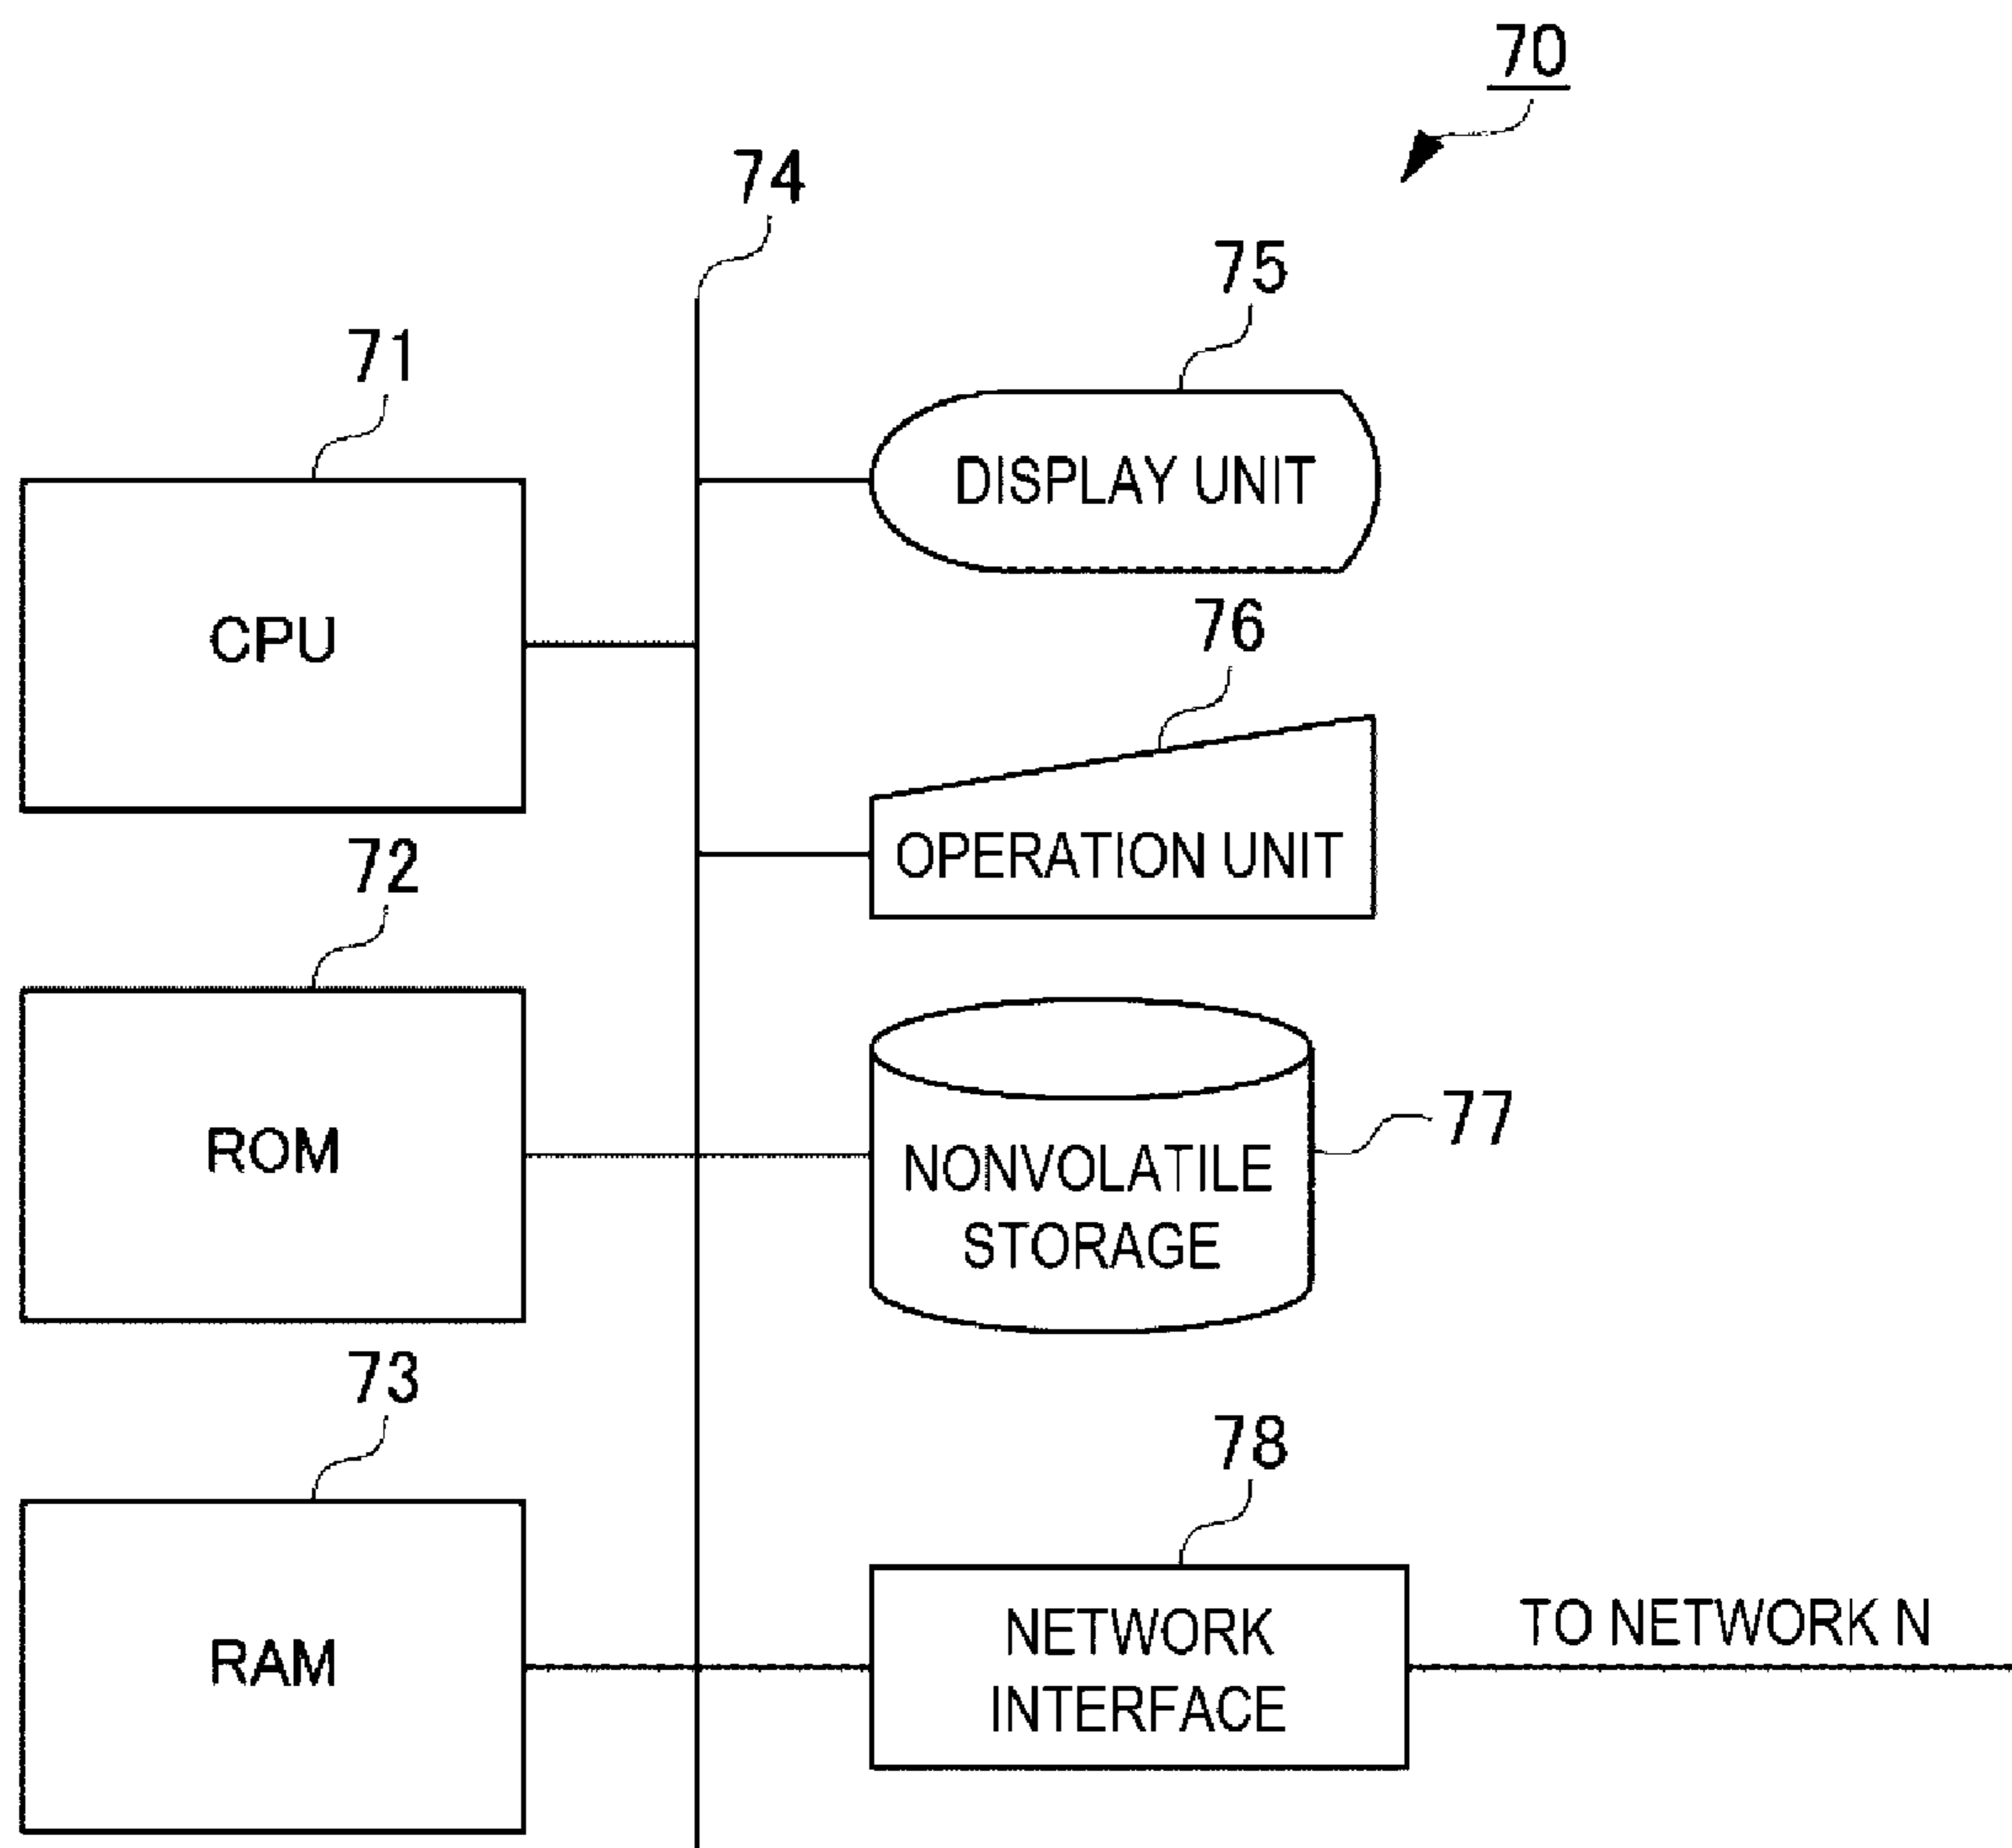 70
74
75
71
DISPLAY UNIT
CPU
76
OPERATION UNIT
72
77
ROM
NONVOLATILE
STORAGE
73
78
RAM
NETWORK
INTERFACE
TO NETWORK N